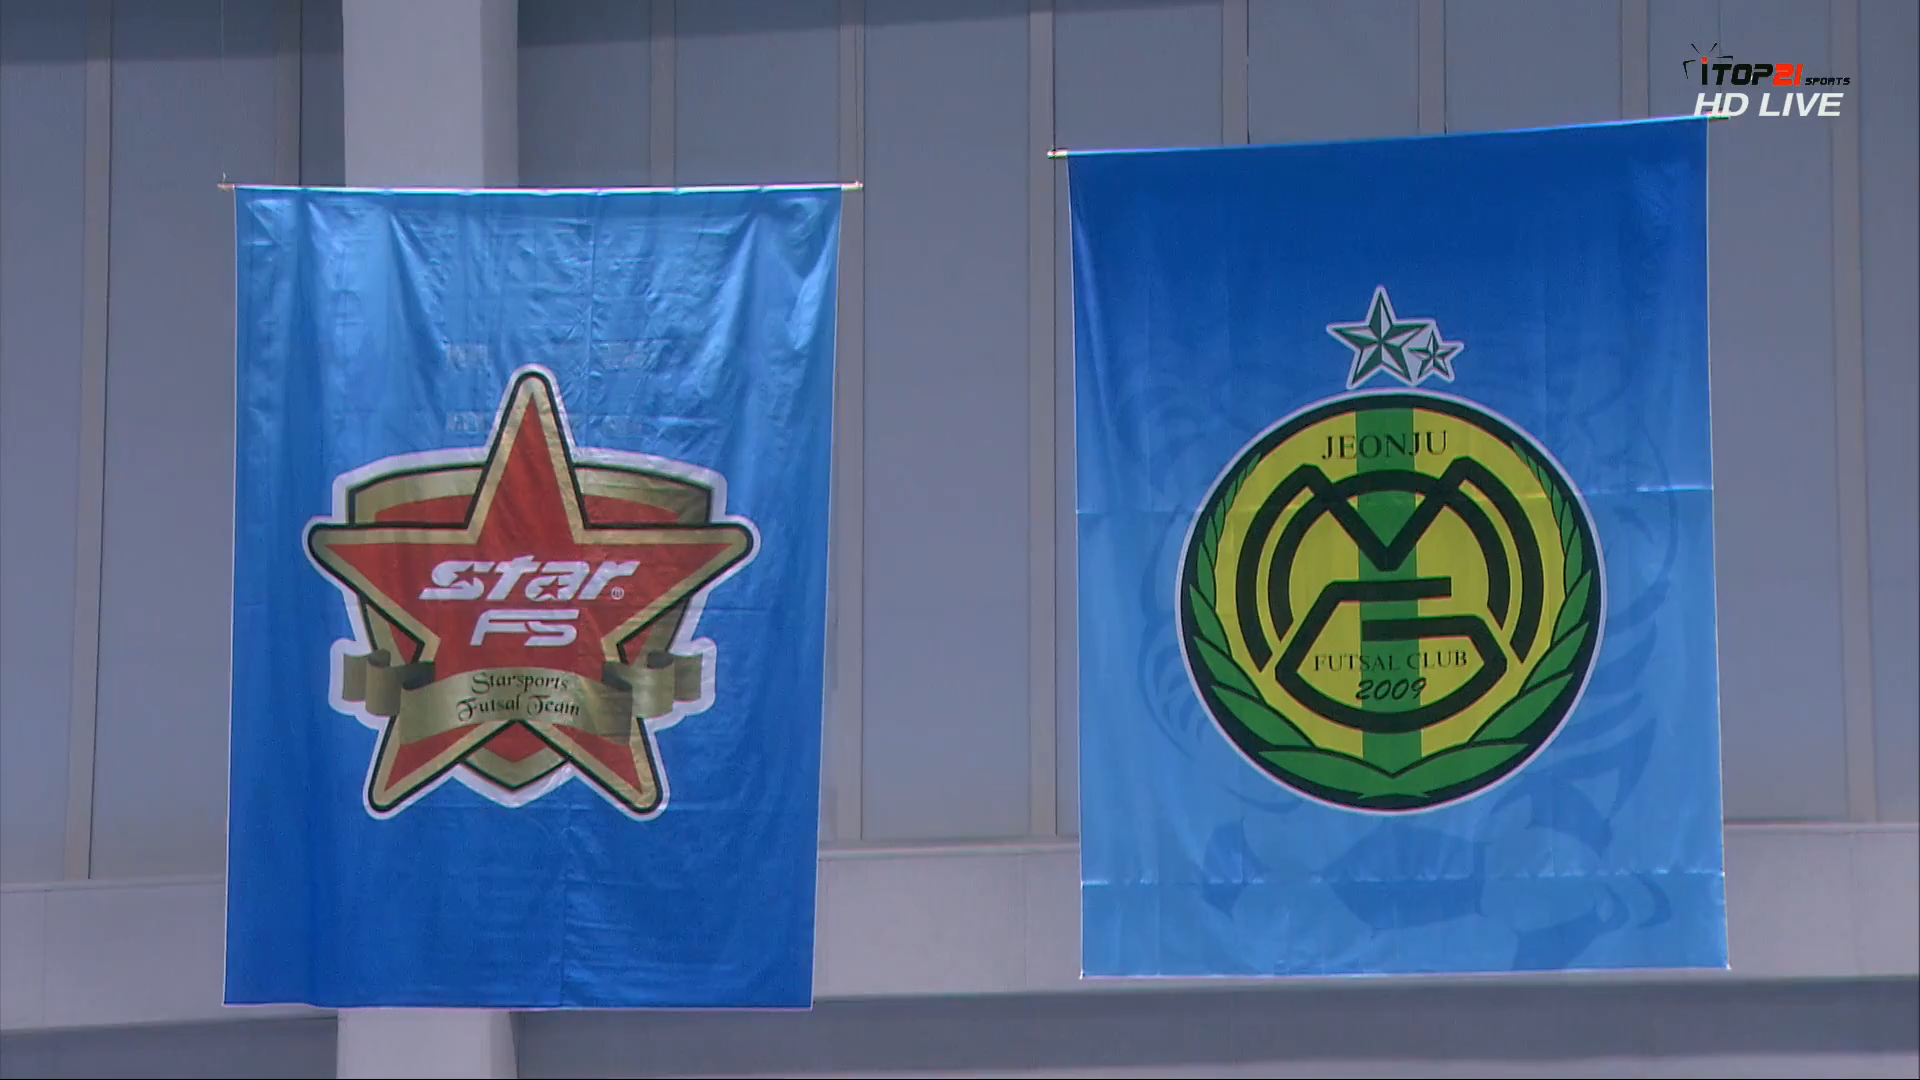 iTOP21 SPORTS
HD LIVE
star®
FS
Starsports
Futsal Team
JEONJU
FUTSAL CLUB
2009